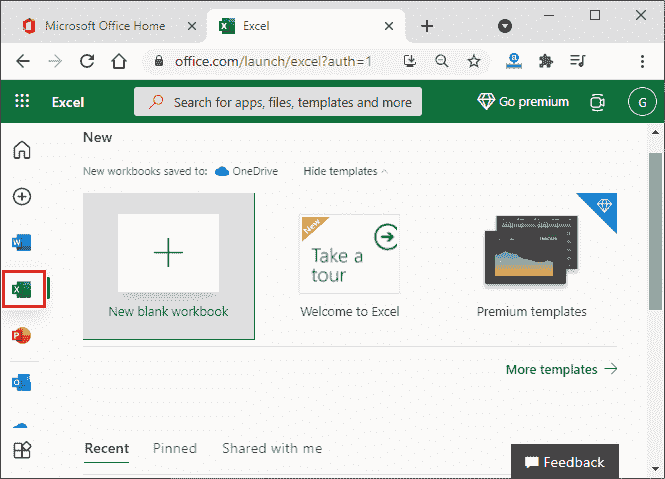 Microsoft Office Home
Excel
office.com/launch/excel?auth=1
Excel
Search for apps, files, templates and more
Go premium
G
New
New workbooks saved to: OneDrive Hide templates
New
Take a
tour
New blank workbook
Welcome to Excel
Premium templates
More templates
Recent Pinned Shared with me
Feedback